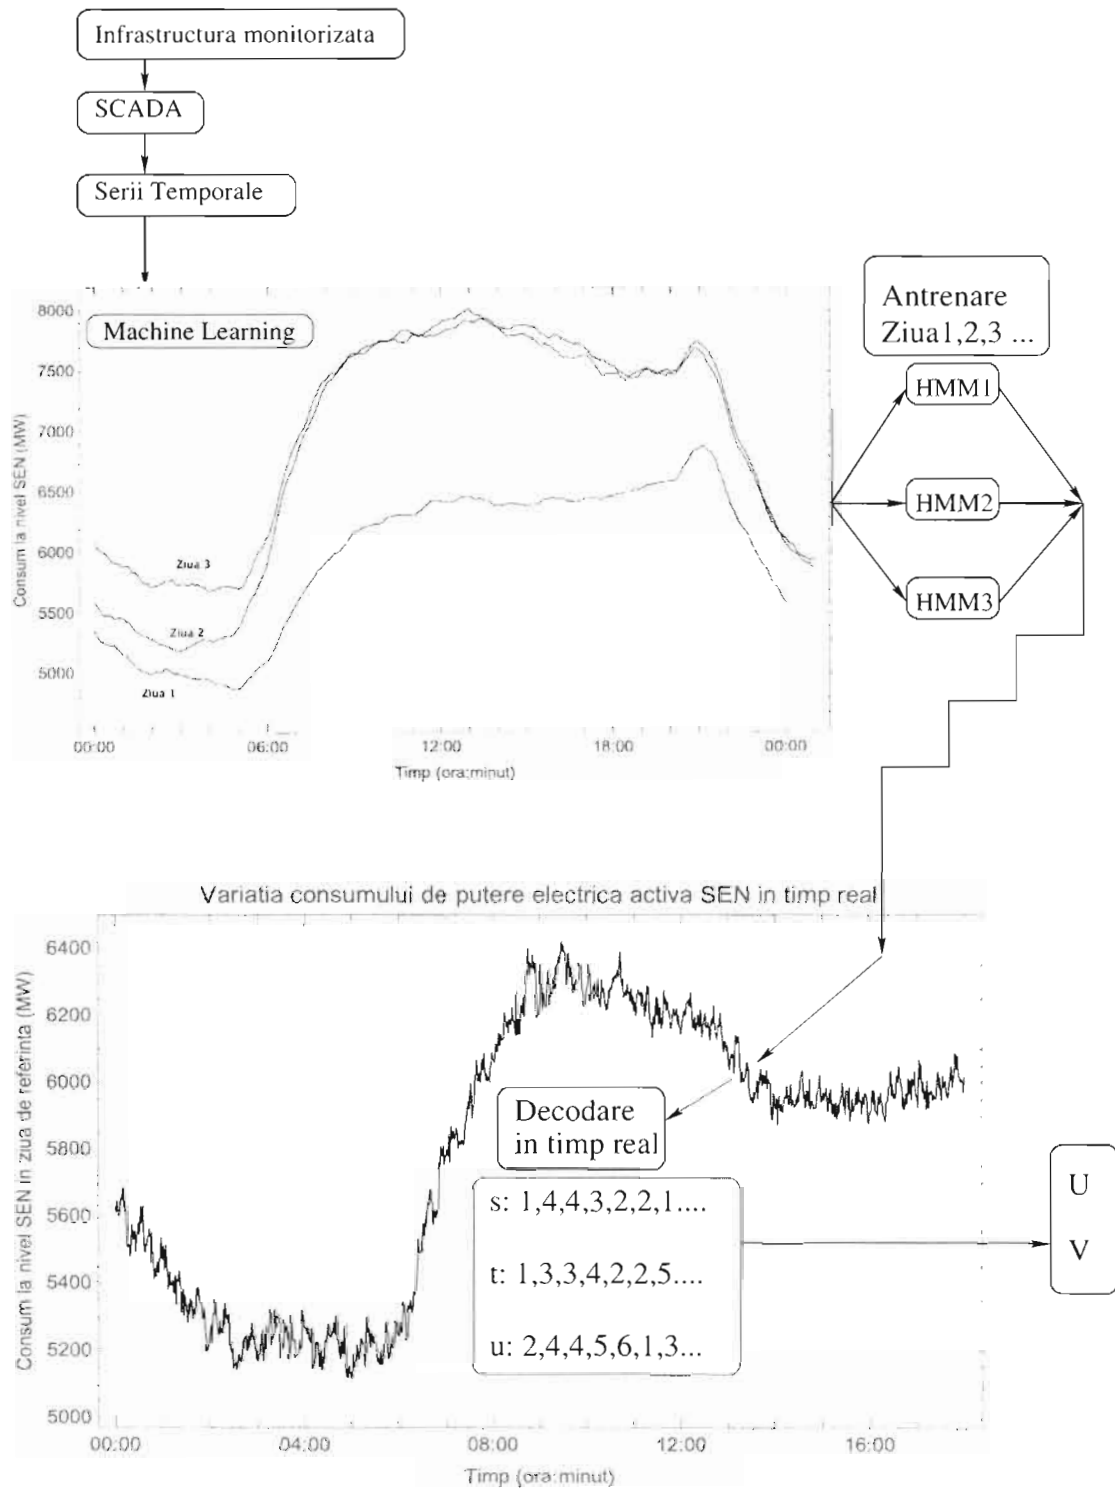 Infrastructura monitorizata
SCADA
Serii Temporale
Machine Learning
Antrenare
Ziua1,2,3 ...
HMM1
HMM2
HMM3
Consum la nivel SEN (MW)
8000
7500
7000
6500
6000
5500
5000
Ziua 3
Ziua 2
Ziua 1
00:00
06:00
12:00
18:00
00:00
Timp (ora:minut)
Variatia consumului de putere electrica activa SEN in timp real
Consum la nivel SEN in ziua de referinta (MW)
6400
6200
6000
5800
5600
5400
5200
5000
Decodare
in timp real
s: 1,4,4,3,2,2,1....
t: 1,3,3,4,2,2,5....
u: 2,4,4,5,6,1,3...
U
V
00:00
04:00
08:00
12:00
16:00
Timp (ora:minut)